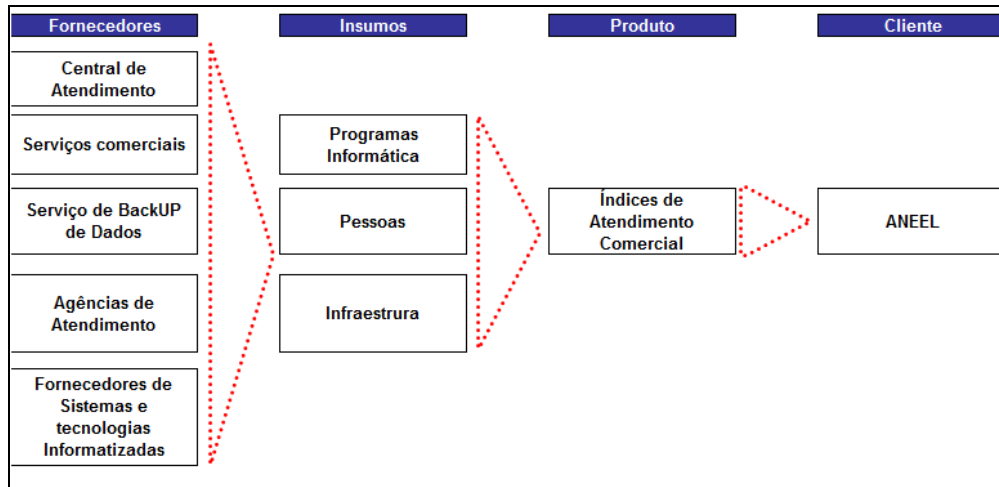 Fornecedores
Insumos
Produto
Cliente
Central de
Atendimento
Serviços comerciais
Programas
Informática
Serviço de BackUP
de Dados
Pessoas
Índices de
Atendimento
Comercial
ANEEL
Agências de
Atendimento
Infraestrura
Fornecedores de
Sistemas e
tecnologias
Informatizadas